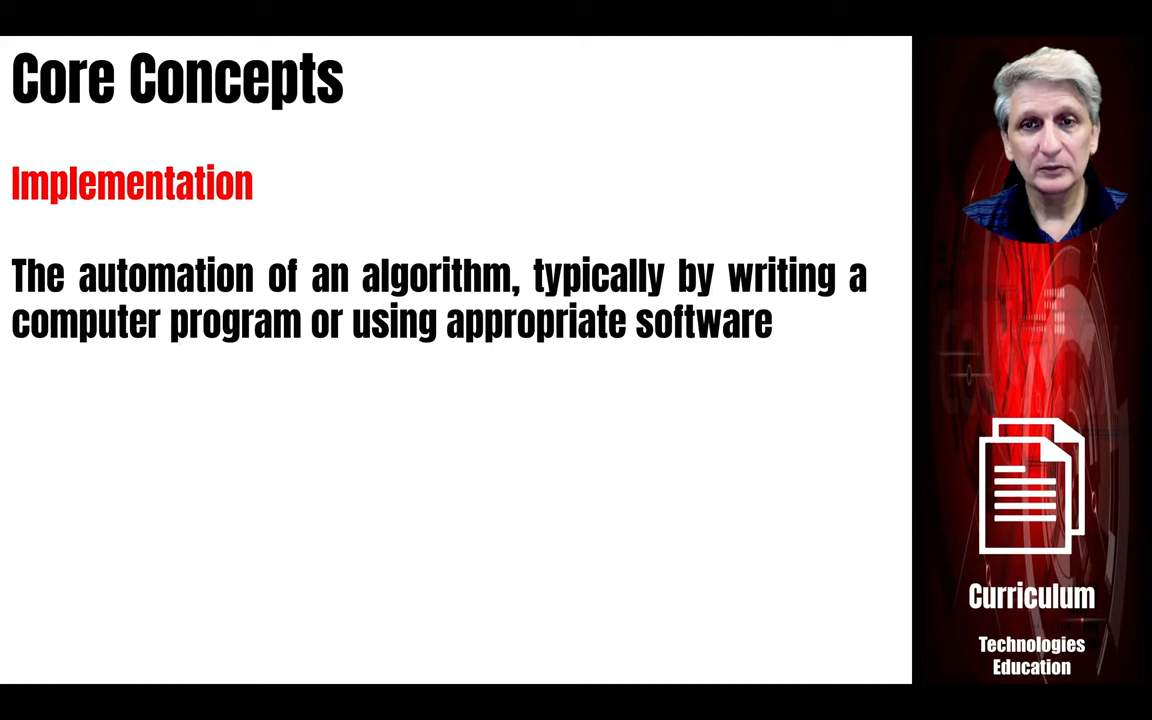 Core Concepts
Implementation
The automation of an algorithm, typically by writing a
computer program or using appropriate software
Curriculum
Technologies
Education